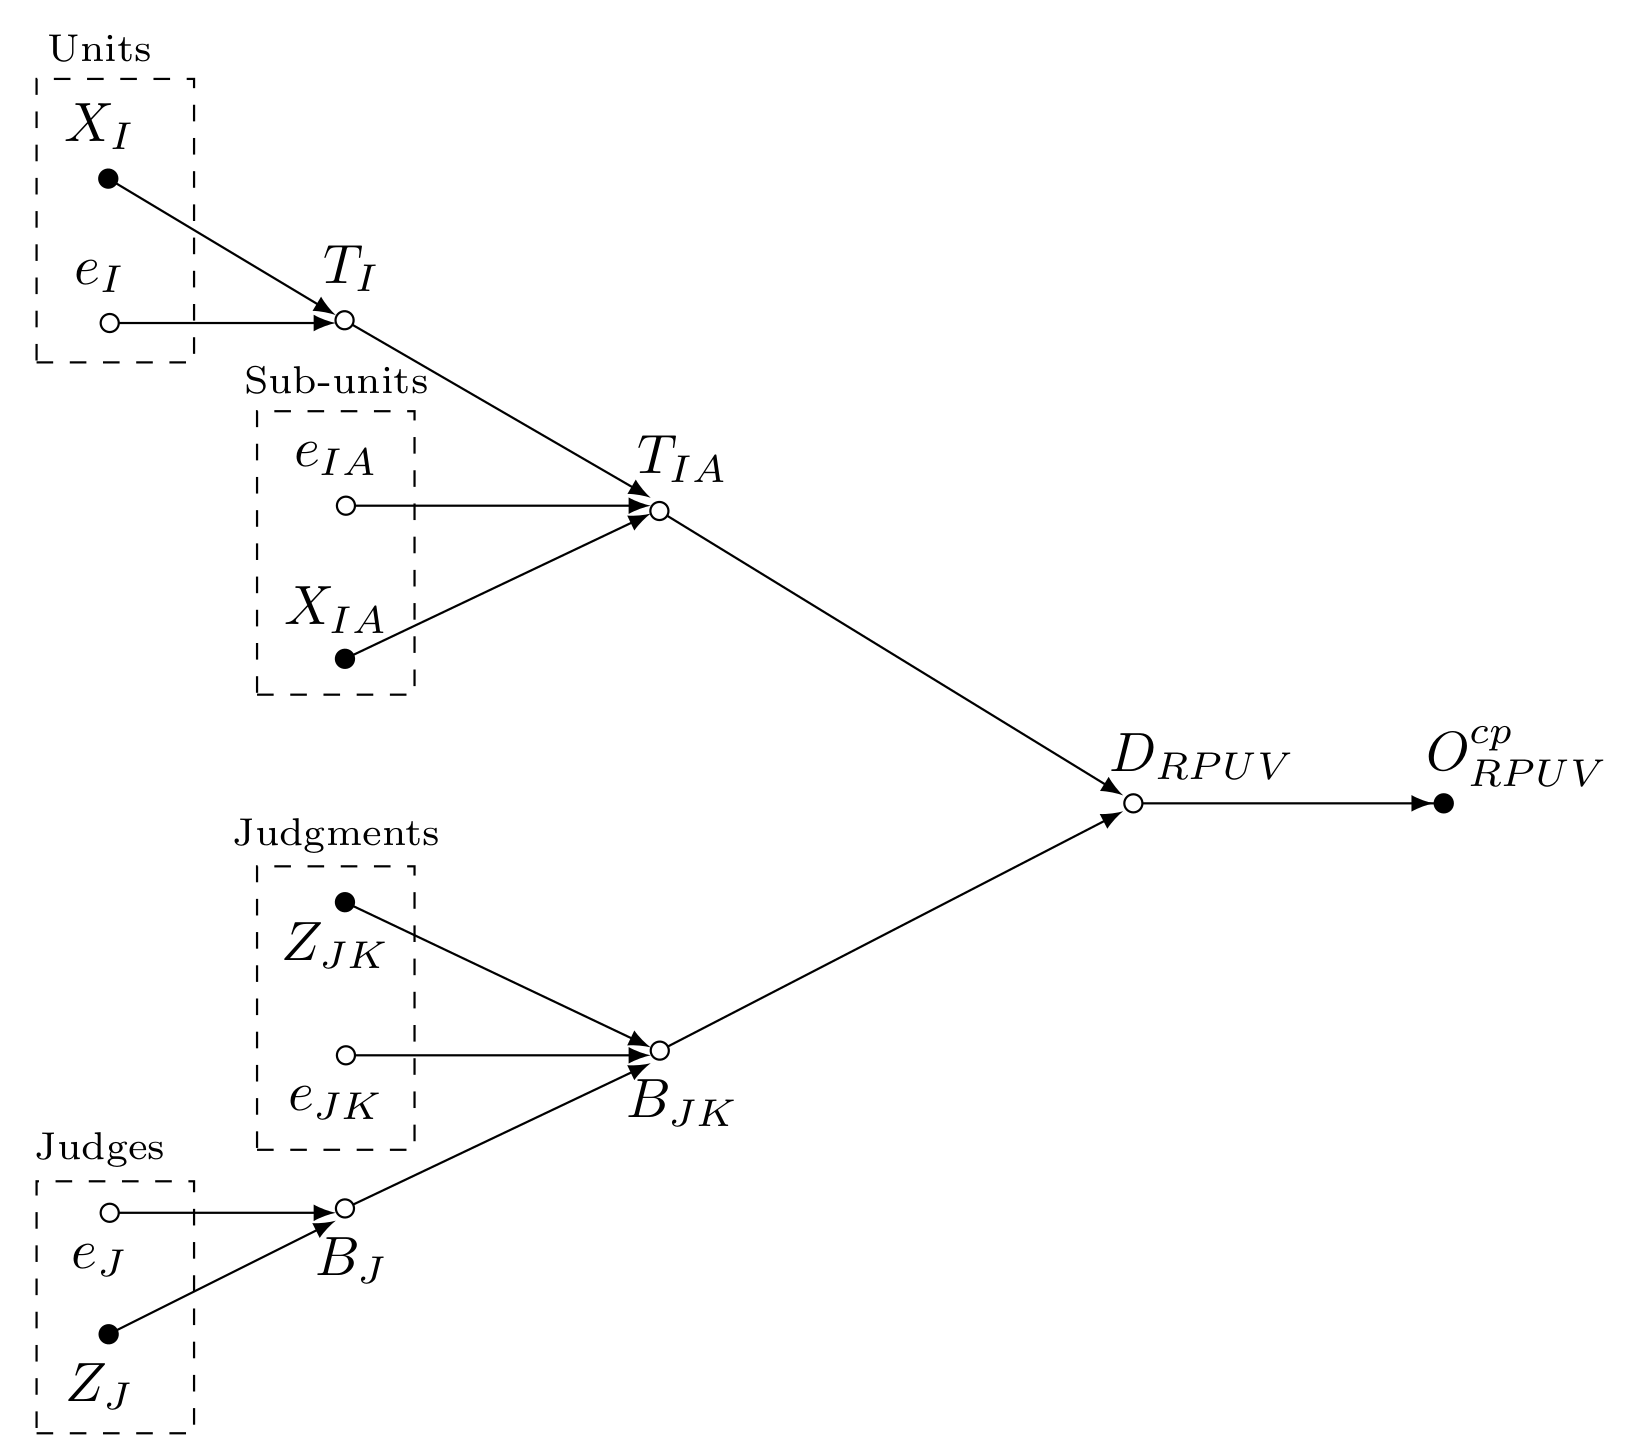 Units
X_I
e_I
T_I
Sub-units
e_{IA}
T_{IA}
X_{IA}
D_{RPUV}
O^{cp}_{RPUV}
Judgments
Z_{JK}
e_{JK}
B_{JK}
Judges
e_J
B_J
Z_J